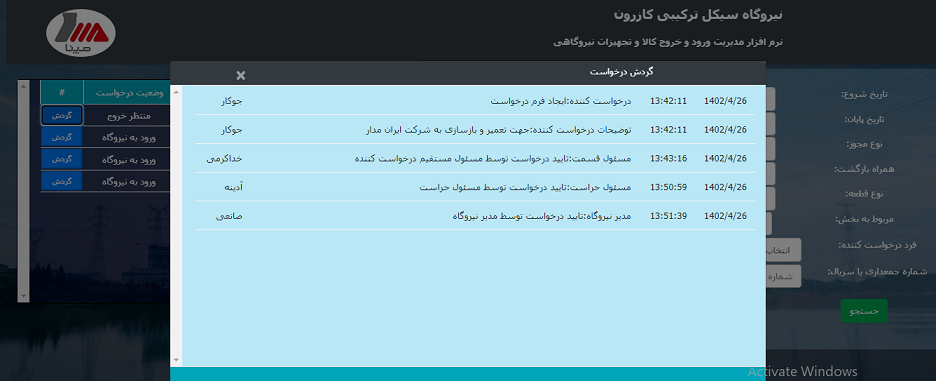 نیروگاه سیکل ترکیبی کازرون
نرم افزار مدیریت ورود و خروج کالا و تجهیزات نیروگاهی
مپنا
گردش درخواست ×
1402/4/26 13:42:11 درخواست کننده:ایجاد فرم درخواست جوکار
1402/4/26 13:42:11 توضیحات درخواست کننده:جهت تعمیر و بازسازی به شرکت ایران مدار جوکار
1402/4/26 13:43:16 مسئول قسمت:تایید درخواست توسط مسئول مستقیم درخواست کننده خداکرمی
1402/4/26 13:50:59 مسئول حراست:تایید درخواست توسط مسئول حراست آدینه
1402/4/26 13:51:39 مدیر نیروگاه:تایید درخواست توسط مدیر نیروگاه صانعی
تاریخ شروع:
تاریخ پایان:
نوع مجوز:
همراه بازگشت:
نوع قطعه:
مربوط به بخش:
فرد درخواست کننده: انتخاب
شماره جمعداری یا سریال: شماره
جستجو
وضعیت درخواست #
منتظر خروج گردش
ورود به نیروگاه گردش
ورود به نیروگاه گردش
ورود به نیروگاه گردش
Activate Windows